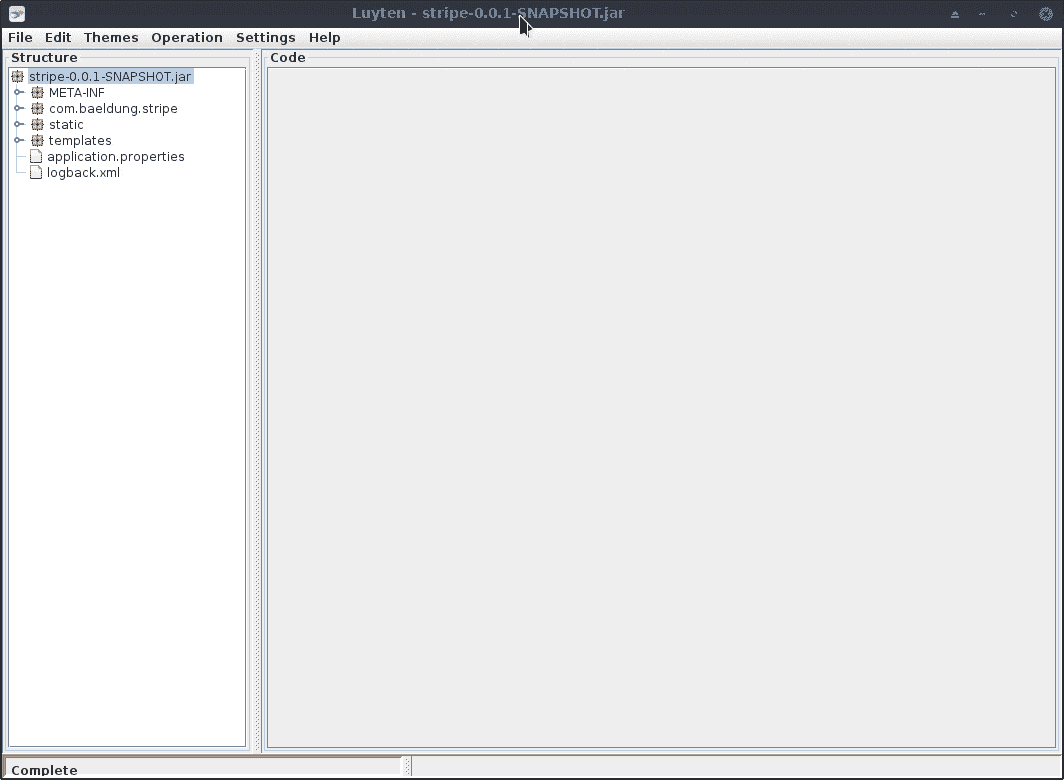 Luyten - stripe-0.0.1-SNAPSHOT.jar
File Edit Themes Operation Settings Help
Structure
stripe-0.0.1-SNAPSHOT.jar
META-INF
com.baeldung.stripe
static
templates
application.properties
logback.xml
Code
Complete